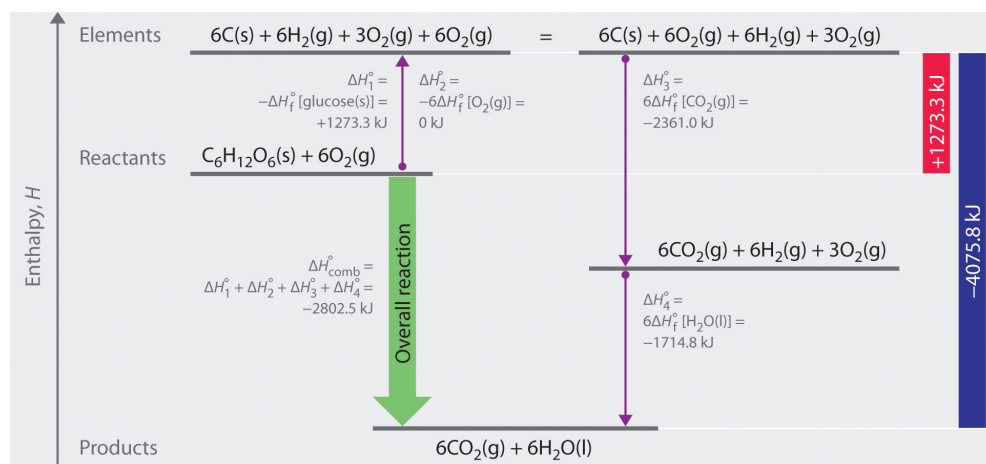 Elements
6C(s) + 6H₂(g) + 3O₂(g) + 6O₂(g)
=
6C(s) + 6O₂(g) + 6H₂(g) + 3O₂(g)
ΔH°₁ =
−ΔH°f [glucose(s)] =
+1273.3 kJ
ΔH°₂ =
−6ΔH°f [O₂(g)] =
0 kJ
ΔH°₃ =
6ΔH°f [CO₂(g)] =
−2361.0 kJ
+1273.3 kJ
−4075.8 kJ
Reactants
C₆H₁₂O₆(s) + 6O₂(g)
Enthalpy, H
6CO₂(g) + 6H₂(g) + 3O₂(g)
ΔH°comb =
ΔH°₁ + ΔH°₂ + ΔH°₃ + ΔH°₄ =
−2802.5 kJ
Overall reaction
ΔH°₄ =
6ΔH°f [H₂O(l)] =
−1714.8 kJ
Products
6CO₂(g) + 6H₂O(l)